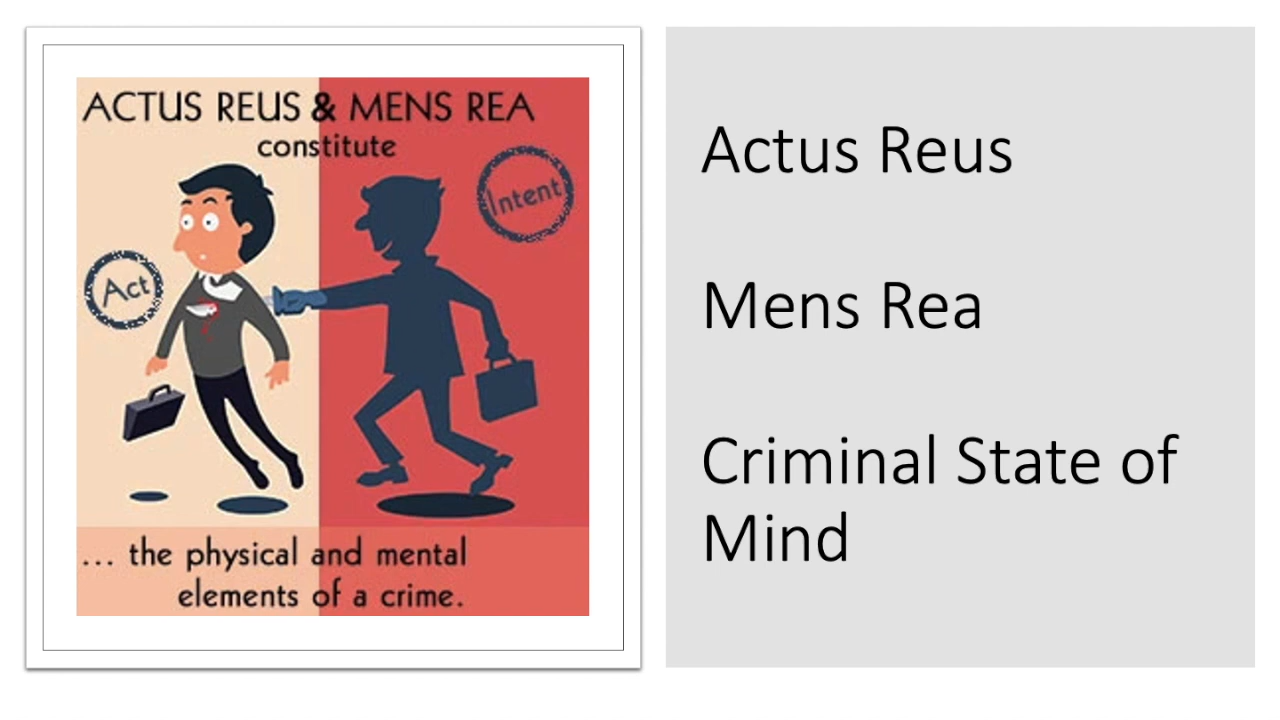 ACTUS REUS & MENS REA
constitute
Intent
Act
... the physical and mental
elements of a crime.
Actus Reus
Mens Rea
Criminal State of
Mind